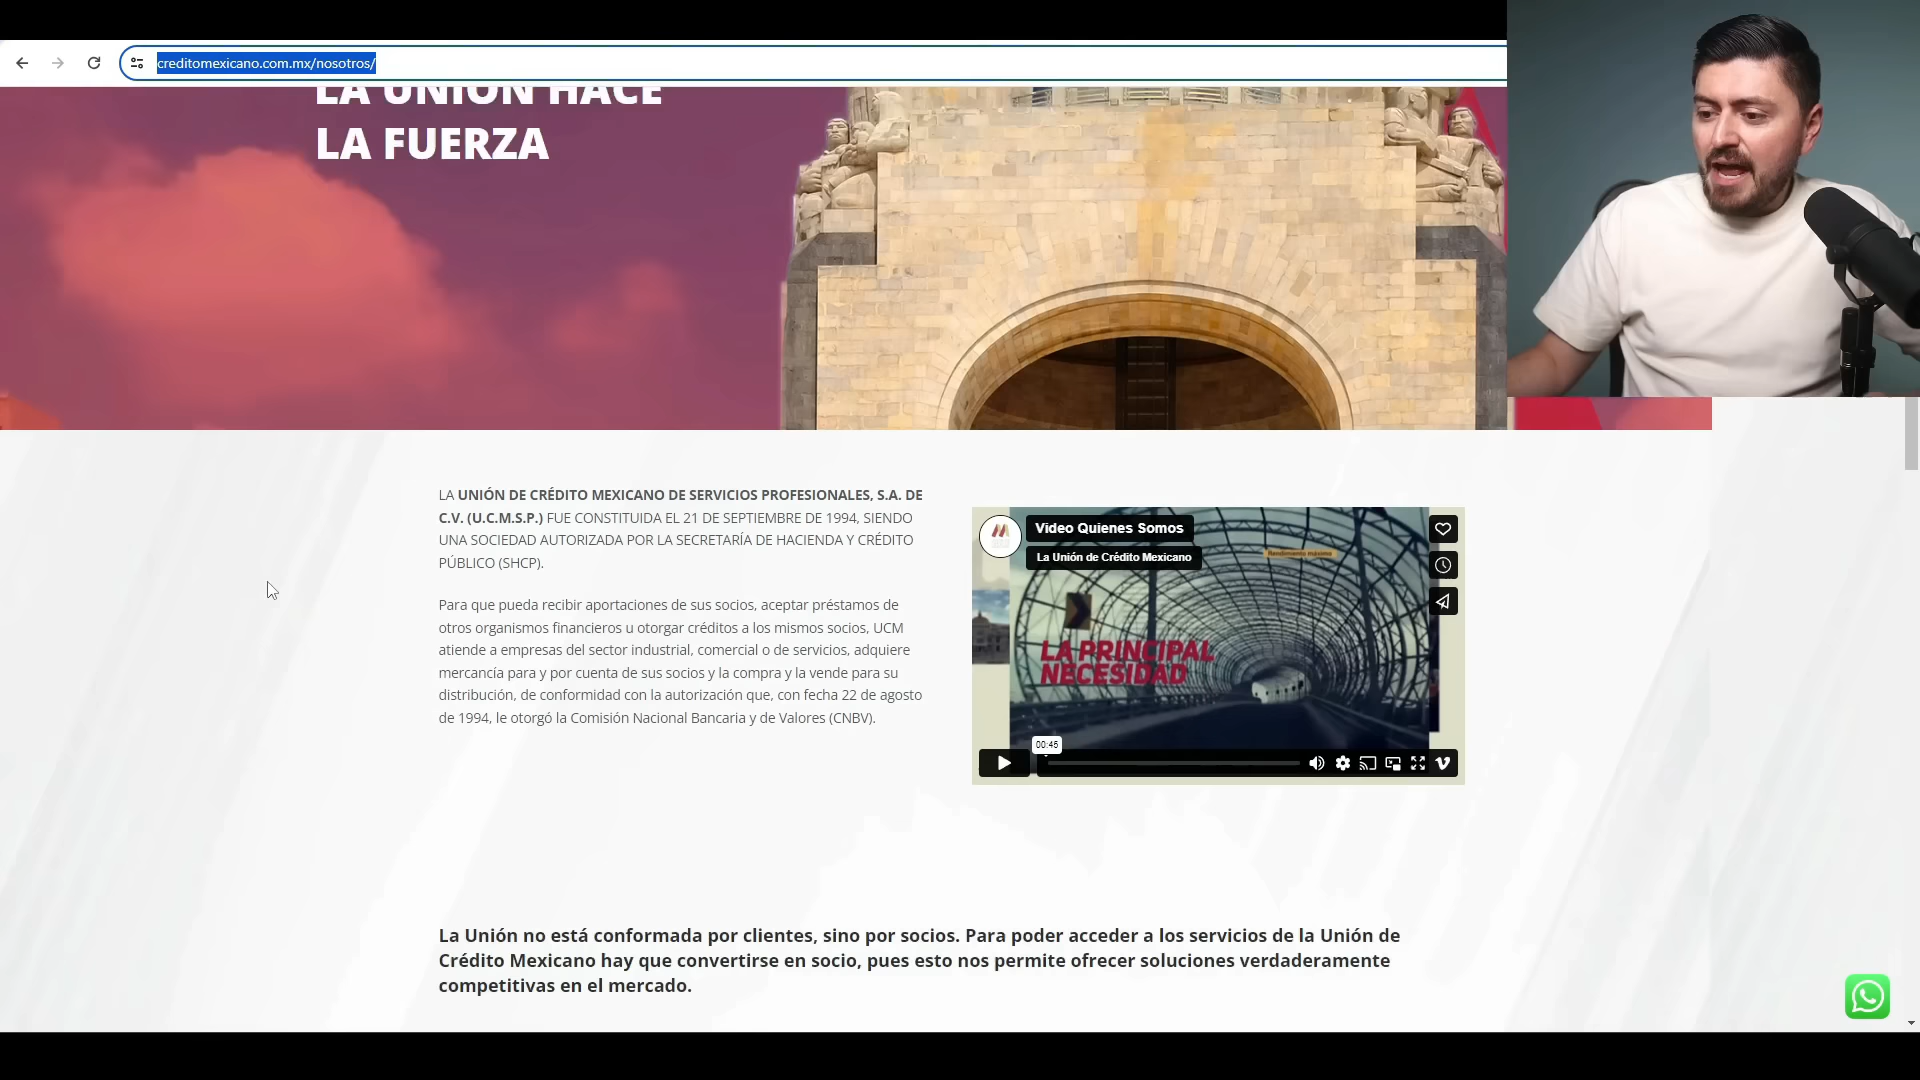 creditomexicano.com.mx/nosotros/
LA UNIÓN HACE
LA FUERZA
LA UNIÓN DE CRÉDITO MEXICANO DE SERVICIOS PROFESIONALES, S.A. DE
C.V. (U.C.M.S.P.) FUE CONSTITUIDA EL 21 DE SEPTIEMBRE DE 1994, SIENDO
UNA SOCIEDAD AUTORIZADA POR LA SECRETARÍA DE HACIENDA Y CRÉDITO
PÚBLICO (SHCP).
Para que pueda recibir aportaciones de sus socios, aceptar préstamos de
otros organismos financieros u otorgar créditos a los mismos socios, UCM
atiende a empresas del sector industrial, comercial o de servicios, adquiere
mercancía para y por cuenta de sus socios y la compra y la vende para su
distribución, de conformidad con la autorización que, con fecha 22 de agosto
de 1994, le otorgó la Comisión Nacional Bancaria y de Valores (CNBV).
Video Quienes Somos
La Unión de Crédito Mexicano
Rendimiento máximo
LA PRINCIPAL
NECESIDAD
00:46
La Unión no está conformada por clientes, sino por socios. Para poder acceder a los servicios de la Unión de
Crédito Mexicano hay que convertirse en socio, pues esto nos permite ofrecer soluciones verdaderamente
competitivas en el mercado.